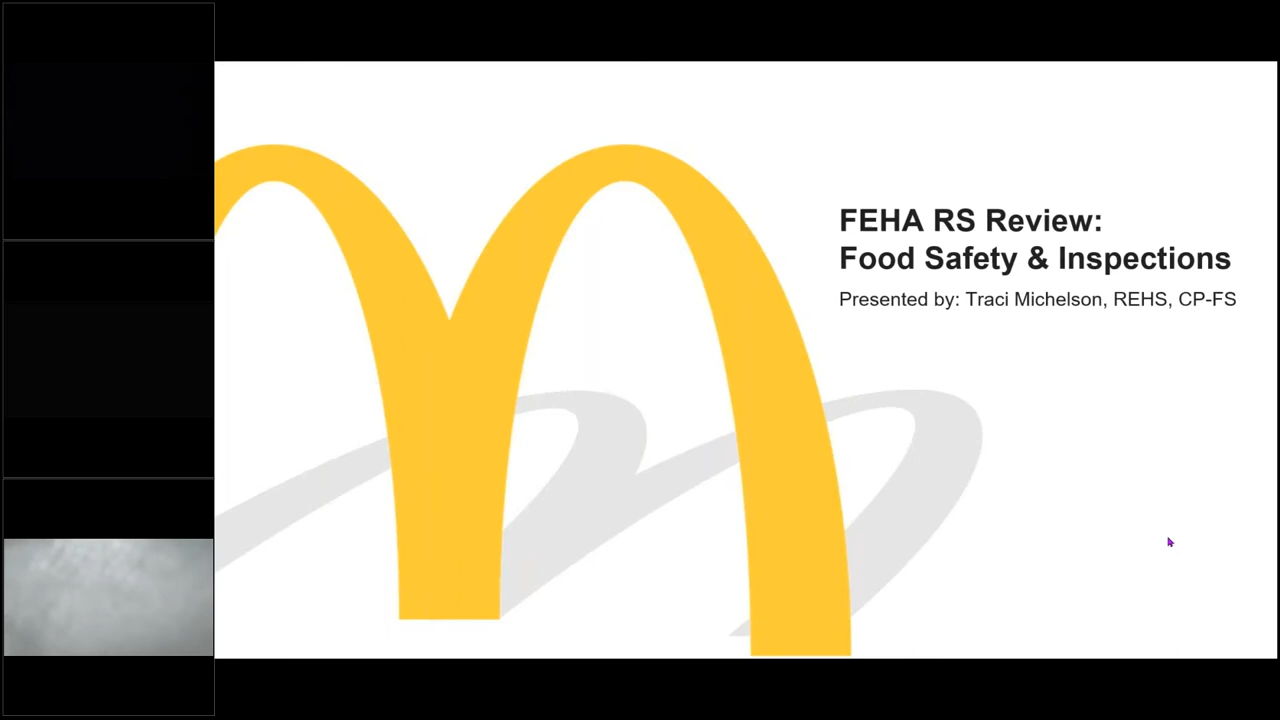 FEHA RS Review:
Food Safety & Inspections
Presented by: Traci Michelson, REHS, CP-FS